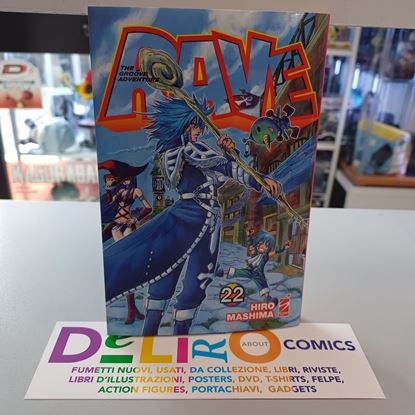 THE
GROOVE
ADVENTURE
RAVE
22
HIRO
MASHIMA
DeLiRO ABOUT COMICS
FUMETTI NUOVI, USATI, DA COLLEZIONE, LIBRI, RIVISTE,
LIBRI D'ILLUSTRAZIONI, POSTERS, DVD, T-SHIRTS, FELPE,
ACTION FIGURES, PORTACHIAVI, GADGETS